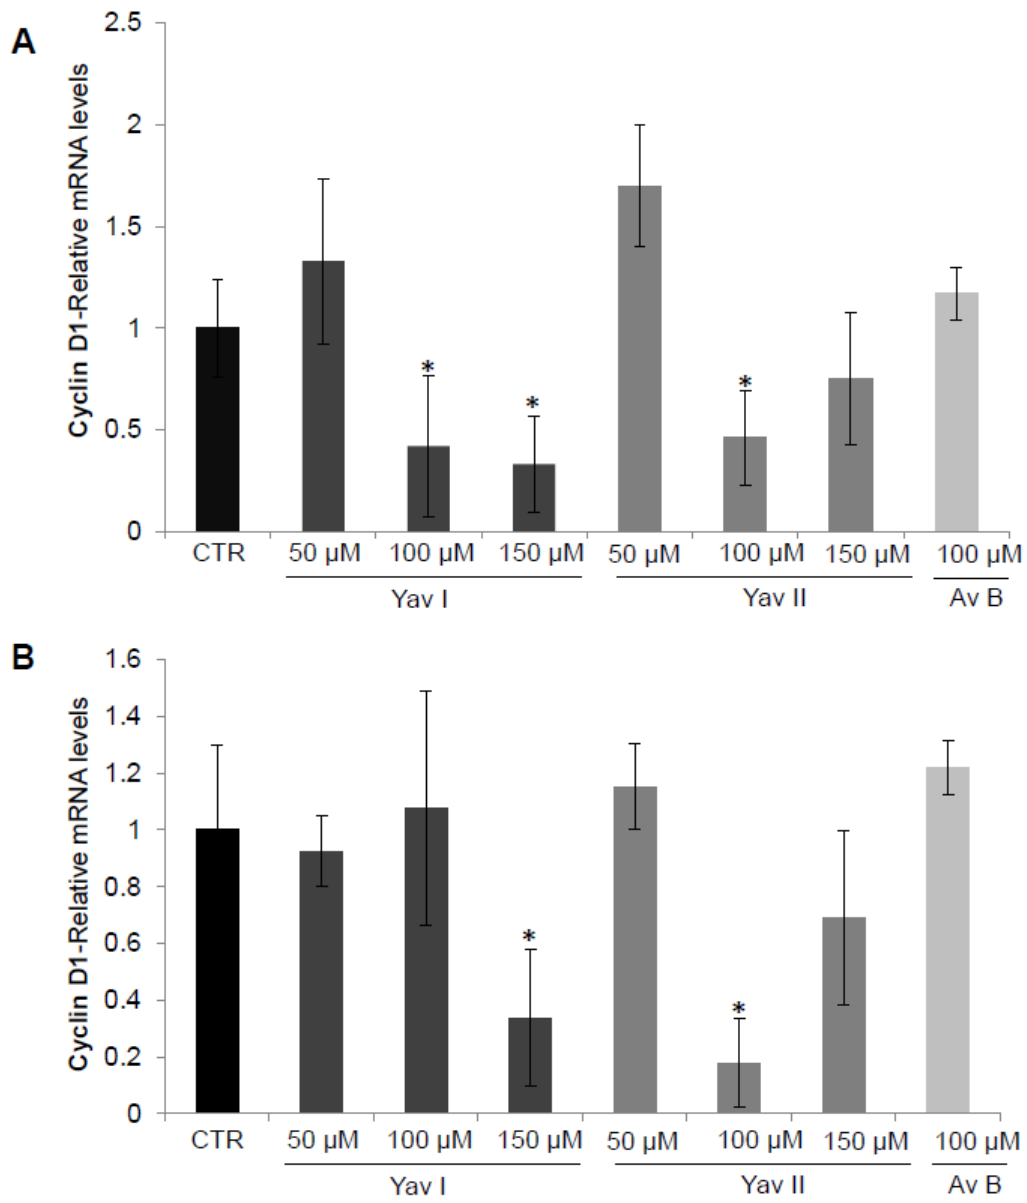 A
Cyclin D1-Relative mRNA levels
2.5
2
1.5
1
0.5
0
* * *
CTR 50 µM 100 µM 150 µM 50 µM 100 µM 150 µM 100 µM
Yav I Yav II Av B
B
Cyclin D1-Relative mRNA levels
1.6
1.4
1.2
1
0.8
0.6
0.4
0.2
0
* *
CTR 50 µM 100 µM 150 µM 50 µM 100 µM 150 µM 100 µM
Yav I Yav II Av B